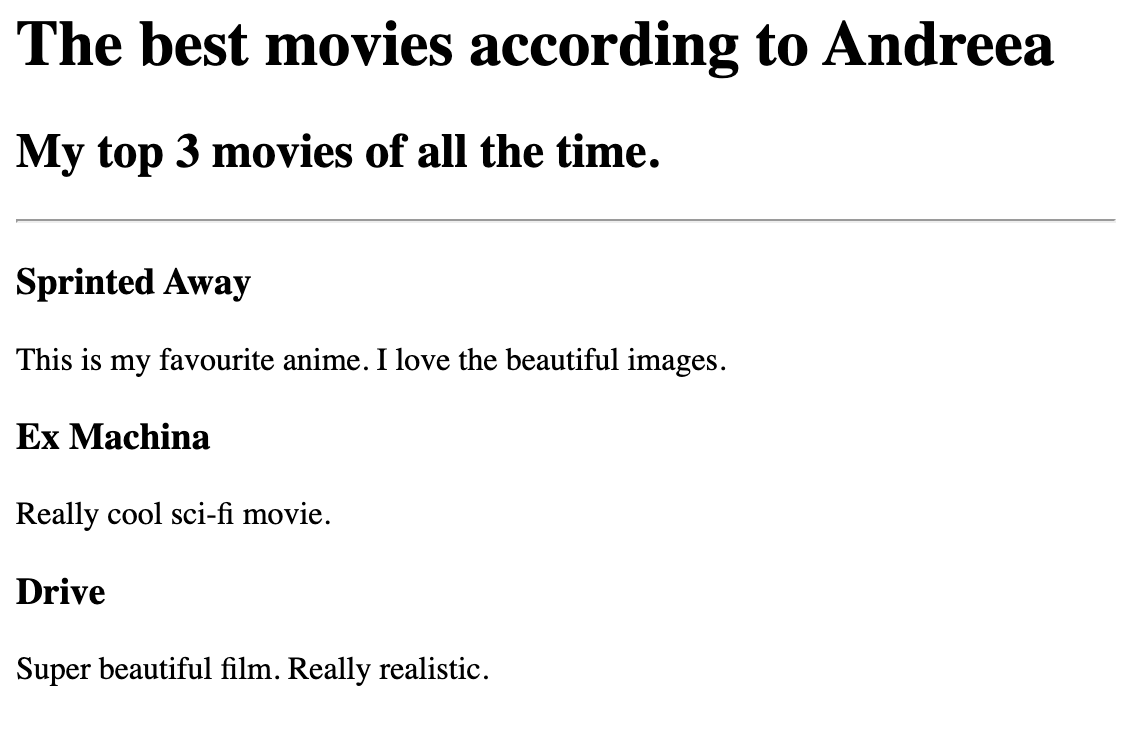 The best movies according to Andreea
My top 3 movies of all the time.
Sprinted Away
This is my favourite anime. I love the beautiful images.
Ex Machina
Really cool sci-fi movie.
Drive
Super beautiful film. Really realistic.